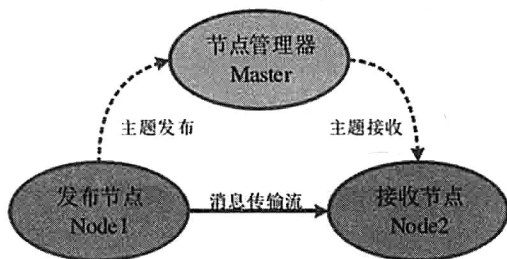 节点管理器
Master
主题发布
主题接收
发布节点
Node1
消息传输流
接收节点
Node2